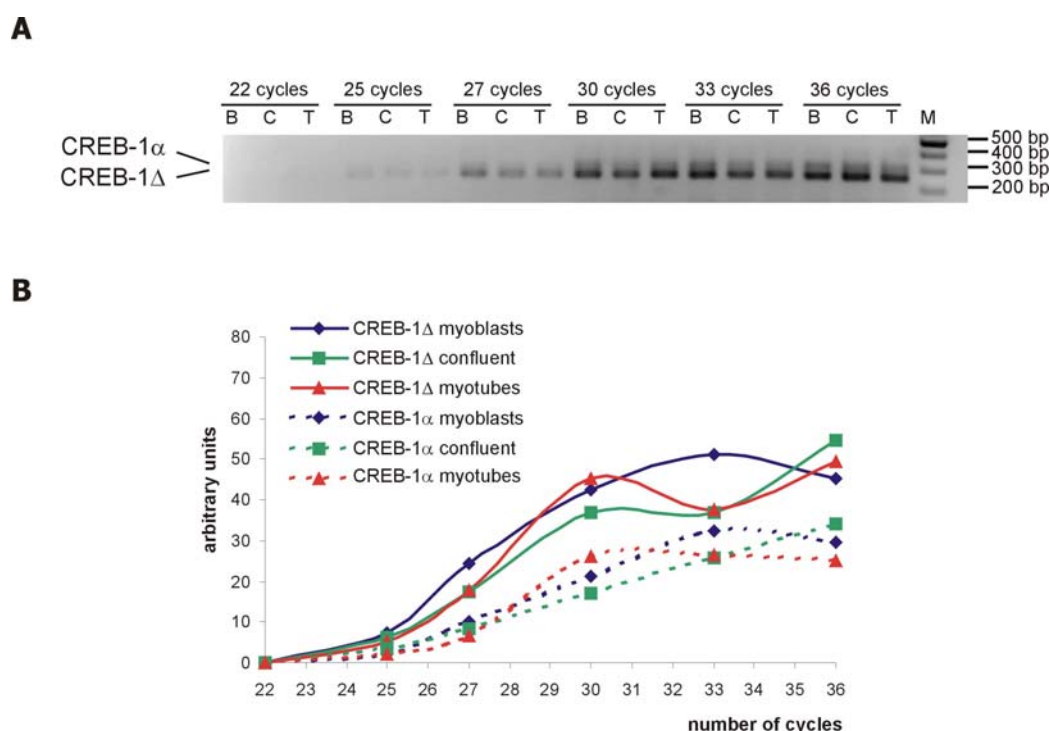 A
22 cycles 25 cycles 27 cycles 30 cycles 33 cycles 36 cycles
B C T B C T B C T B C T B C T B C T M
CREB-1α
CREB-1Δ
500 bp
400 bp
300 bp
200 bp
B
CREB-1Δ myoblasts
CREB-1Δ confluent
CREB-1Δ myotubes
CREB-1α myoblasts
CREB-1α confluent
CREB-1α myotubes
arbitrary units
80
70
60
50
40
30
20
10
0
22 23 24 25 26 27 28 29 30 31 32 33 34 35 36
number of cycles